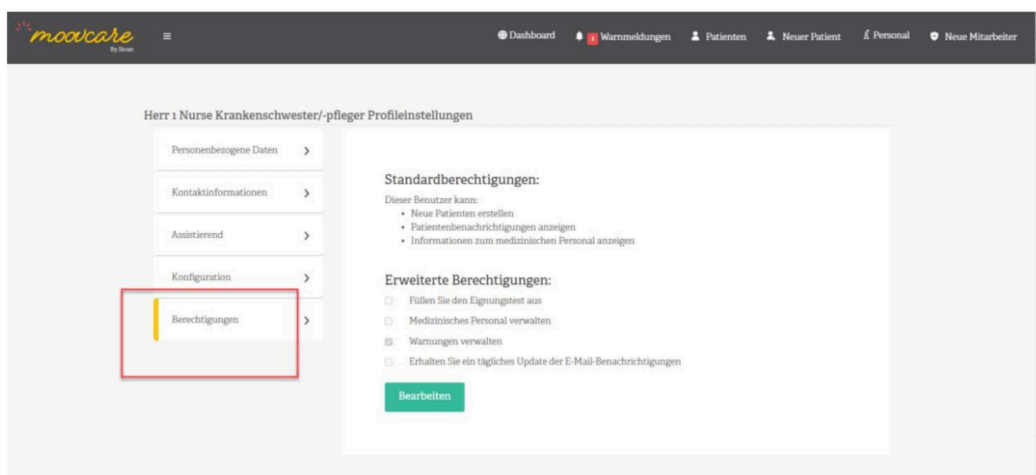 moovcare
By Sivan
Dashboard
Warnmeldungen
Patienten
Neuer Patient
Personal
Neue Mitarbeiter
Herr 1 Nurse Krankenschwester/-pfleger Profileinstellungen
Personenbezogene Daten
Kontaktinformationen
Assistierend
Konfiguration
Berechtigungen
Standardberechtigungen:
Dieser Benutzer kann:
• Neue Patienten erstellen
• Patientenbenachrichtigungen anzeigen
• Informationen zum medizinischen Personal anzeigen
Erweiterte Berechtigungen:
Füllen Sie den Eignungstest aus
Medizinisches Personal verwalten
Warnungen verwalten
Erhalten Sie ein tägliches Update der E-Mail-Benachrichtigungen
Bearbeiten